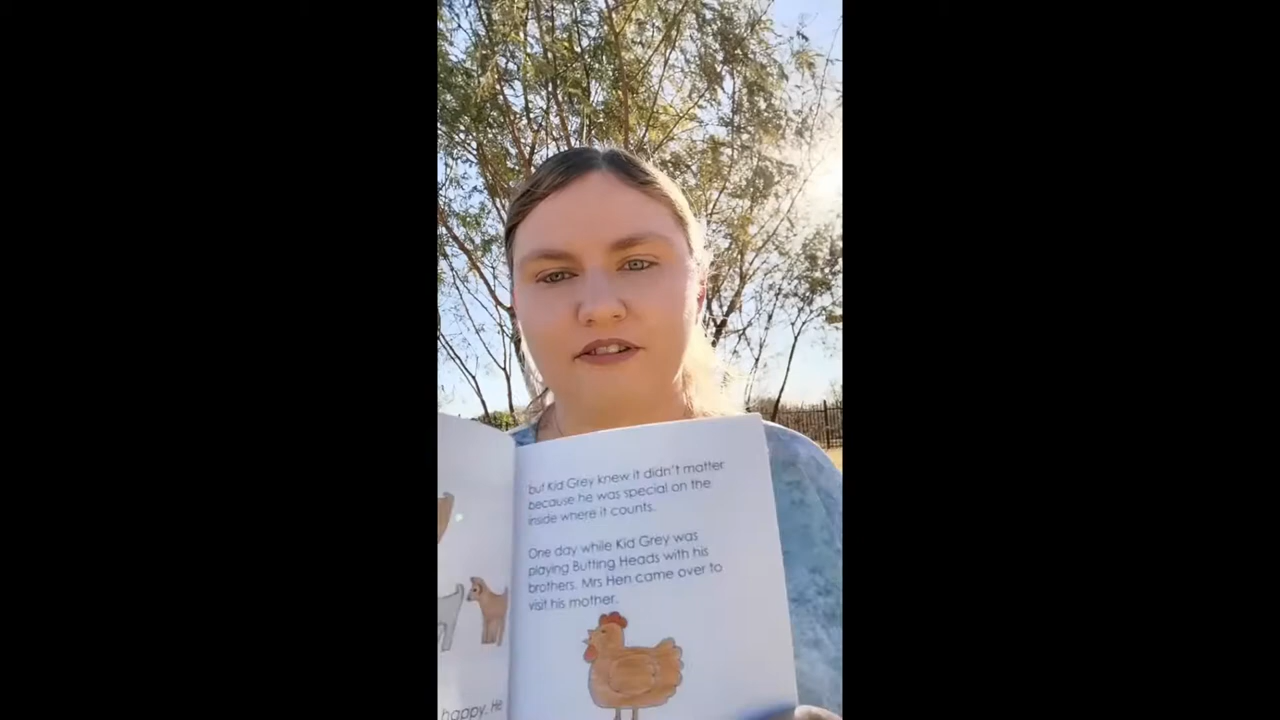 happy. He
but Kid Grey knew it didn't matter
because he was special on the
inside where it counts.
One day while Kid Grey was
playing Butting Heads with his
brothers. Mrs Hen came over to
visit his mother.